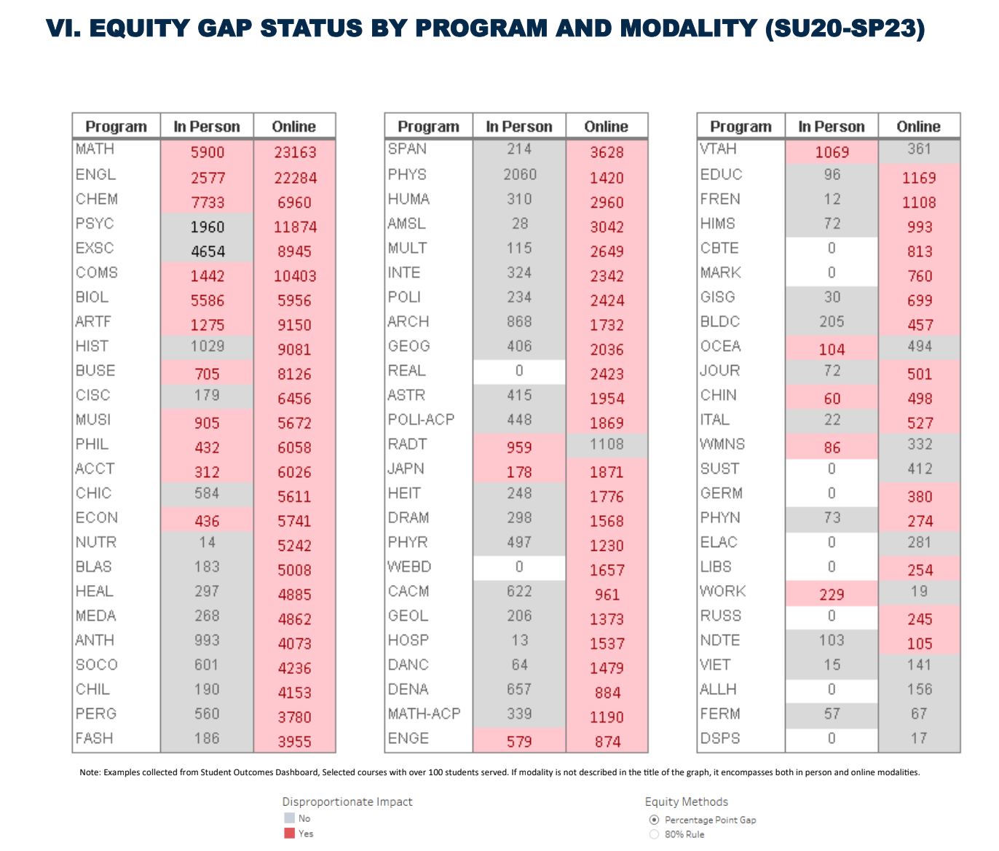 VI. EQUITY GAP STATUS BY PROGRAM AND MODALITY (SU20-SP23)
Program In Person Online
MATH 5900 23163
ENGL 2577 22284
CHEM 7733 6960
PSYC 1960 11874
EXSC 4654 8945
COMS 1442 10403
BIOL 5586 5956
ARTF 1275 9150
HIST 1029 9081
BUSE 705 8126
CISC 179 6456
MUSI 905 5672
PHIL 432 6058
ACCT 312 6026
CHIC 584 5611
ECON 436 5741
NUTR 14 5242
BLAS 183 5008
HEAL 297 4885
MEDA 268 4862
ANTH 993 4073
SOCO 601 4236
CHIL 190 4153
PERG 560 3780
FASH 186 3955
Program In Person Online
SPAN 214 3628
PHYS 2060 1420
HUMA 310 2960
AMSL 28 3042
MULT 115 2649
INTE 324 2342
POLI 234 2424
ARCH 868 1732
GEOG 406 2036
REAL 0 2423
ASTR 415 1954
POLI-ACP 448 1869
RADT 959 1108
JAPN 178 1871
HEIT 248 1776
DRAM 298 1568
PHYR 497 1230
WEBD 0 1657
CACM 622 961
GEOL 206 1373
HOSP 13 1537
DANC 64 1479
DENA 657 884
MATH-ACP 339 1190
ENGE 579 874
Program In Person Online
VTAH 1069 361
EDUC 96 1169
FREN 12 1108
HIMS 72 993
CBTE 0 813
MARK 0 760
GISG 30 699
BLDC 205 457
OCEA 104 494
JOUR 72 501
CHIN 60 498
ITAL 22 527
WMNS 86 332
SUST 0 412
GERM 0 380
PHYN 73 274
ELAC 0 281
LIBS 0 254
WORK 229 19
RUSS 0 245
NDTE 103 105
VIET 15 141
ALLH 0 156
FERM 57 67
DSPS 0 17
Note: Examples collected from Student Outcomes Dashboard, Selected courses with over 100 students served. If modality is not described in the title of the graph, it encompasses both in person and online modalities.
Disproportionate Impact
No
Yes
Equity Methods
Percentage Point Gap
80% Rule